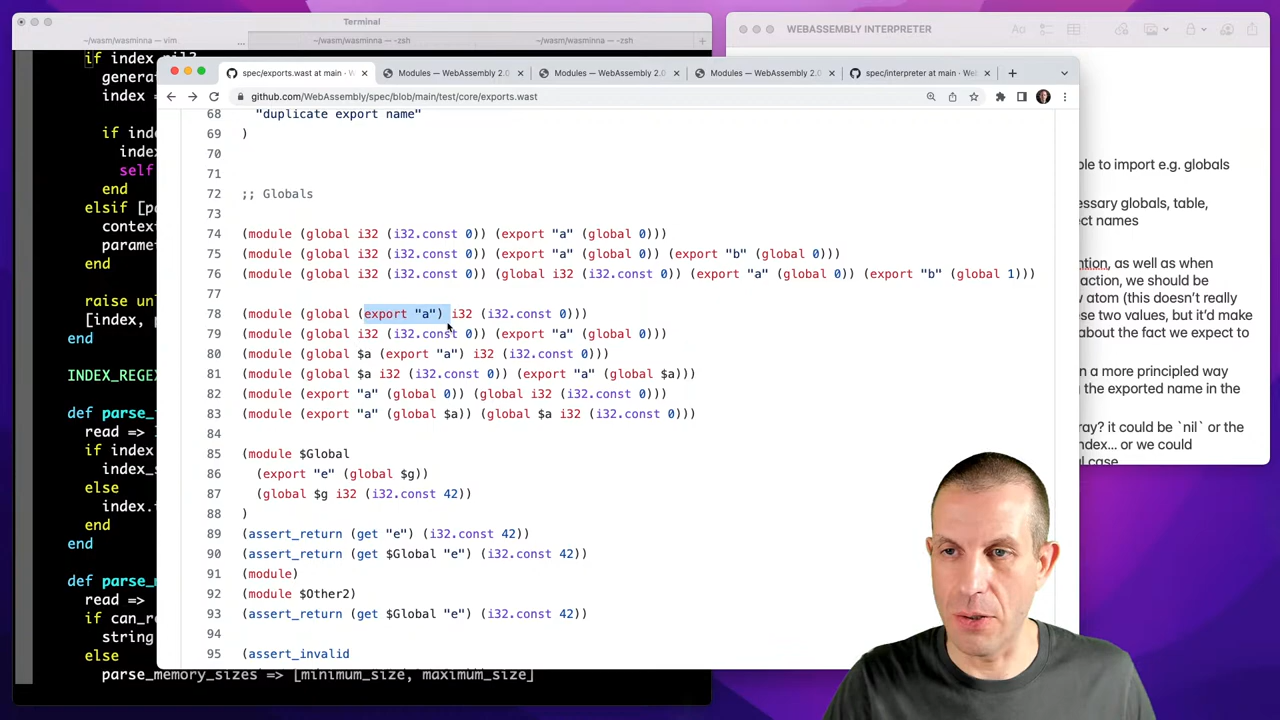 Terminal
~/wasm/wasminna — vim
...
~/wasm/wasminna — -zsh
~/wasm/wasminna — -zsh
WEBASSEMBLY INTERPRETER
if index.nil?
index =
if
index
self
end
elsif
end
raise
[index,
end
def
read =>
if index
else
end
end
def
read =>
if
string
else
parse_memory_sizes => [minimum_size, maximum_size]
spec/exports.wast at main · W
Modules — WebAssembly 2.0
Modules — WebAssembly 2.0
Modules — WebAssembly 2.0
spec/interpreter at main · We
github.com/WebAssembly/spec/blob/main/test/core/exports.wast
68 "duplicate export name"
69 )
70
71
72 ;; Globals
73
74 (module (global i32 (i32.const 0)) (export "a" (global 0)))
75 (module (global i32 (i32.const 0)) (export "a" (global 0)) (export "b" (global 0)))
76 (module (global i32 (i32.const 0)) (global i32 (i32.const 0)) (export "a" (global 0)) (export "b" (global 1)))
77
78 (module (global (export "a") i32 (i32.const 0)))
79 (module (global i32 (i32.const 0)) (export "a" (global 0)))
80 (module (global $a (export "a") i32 (i32.const 0)))
81 (module (global $a i32 (i32.const 0)) (export "a" (global $a)))
82 (module (export "a" (global 0)) (global i32 (i32.const 0)))
83 (module (export "a" (global $a)) (global $a i32 (i32.const 0)))
84
85 (module $Global
86 (export "e" (global $g))
87 (global $g i32 (i32.const 42))
88 )
89 (assert_return (get "e") (i32.const 42))
90 (assert_return (get $Global "e") (i32.const 42))
91 (module)
92 (module $Other2)
93 (assert_return (get $Global "e") (i32.const 42))
94
95 (assert_invalid
ble to import e.g. globals
essary globals, table,
ect names
ntion, as well as when
action, we should be
w atom (this doesn't really
se two values, but it'd make
about the fact we expect to
n a more principled way
g the exported name in the
ray? it could be `nil` or the
index... or we could
al case